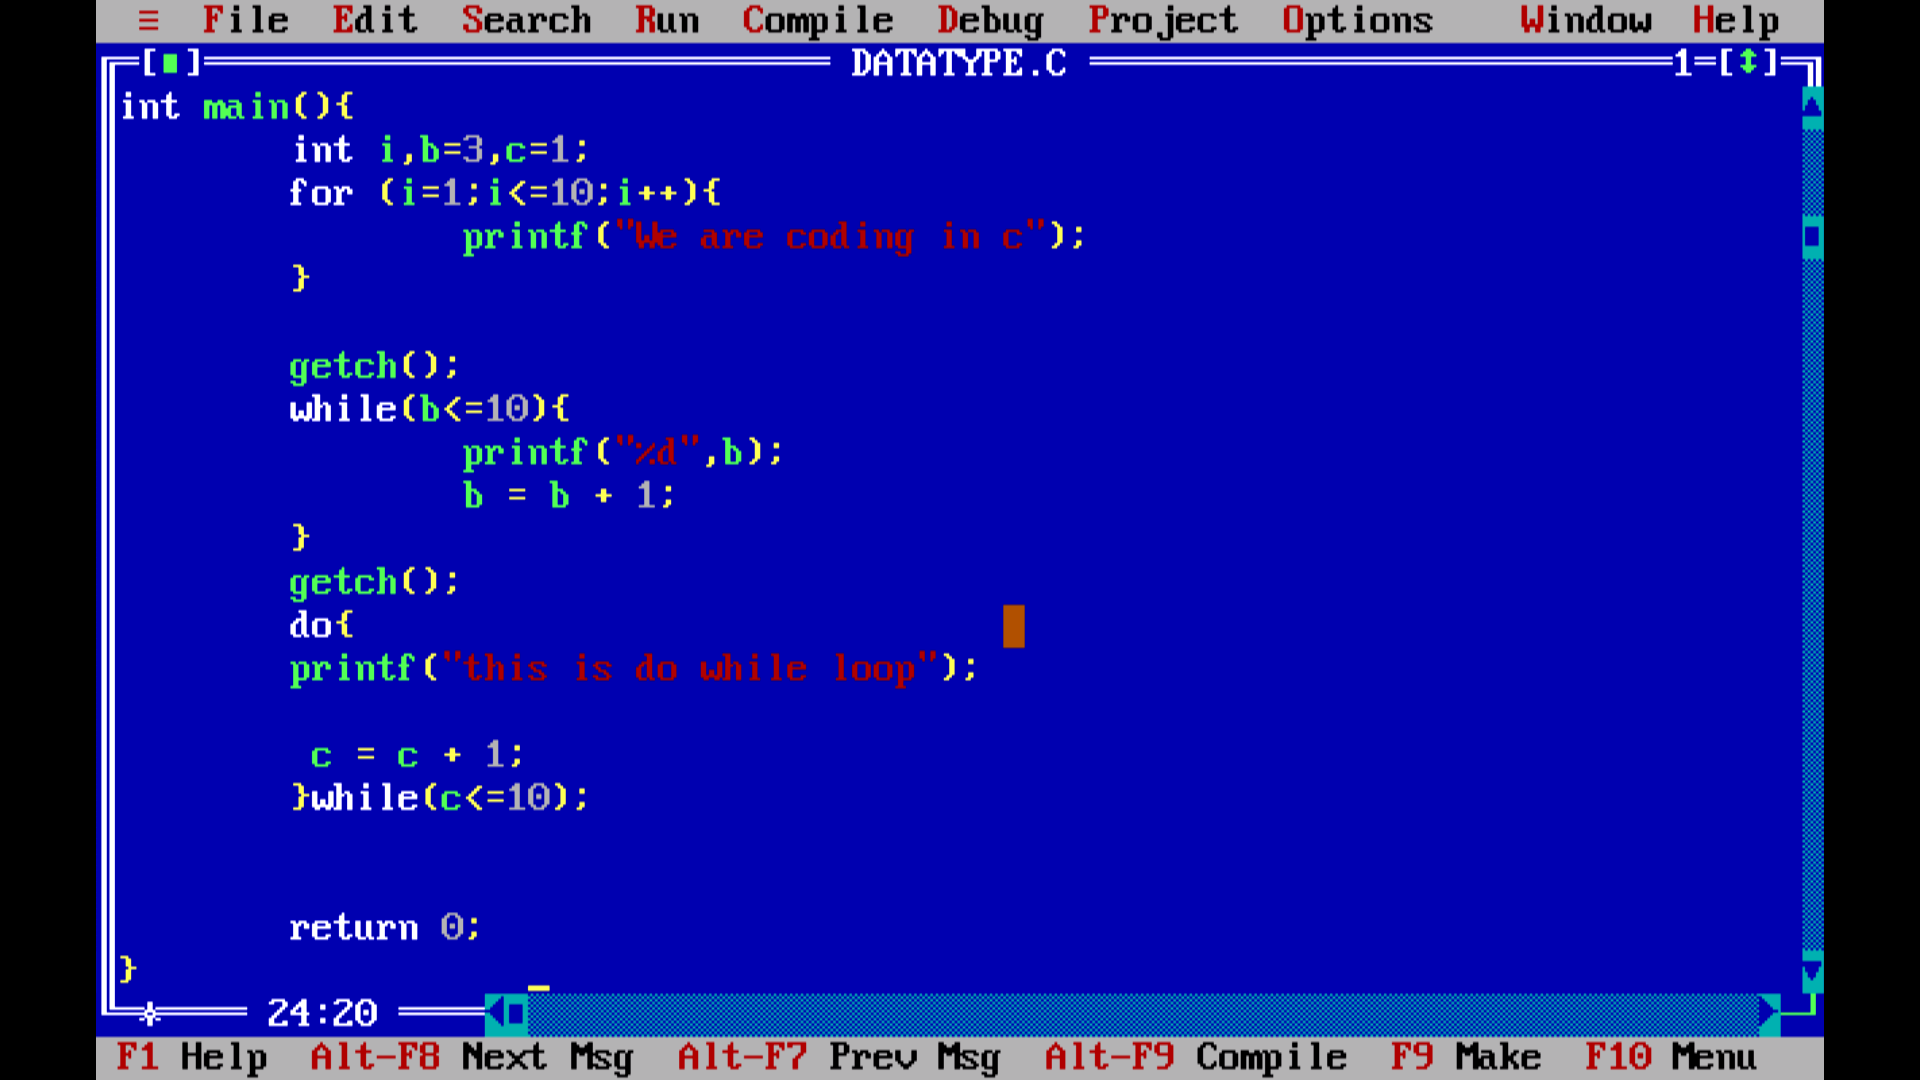 ≡ File Edit Search Run Compile Debug Project Options Window Help
[■] DATATYPE.C 1=[↕]
int main(){
int i,b=3,c=1;
for (i=1;i<=10;i++){
printf("We are coding in c");
}
getch();
while(b<=10){
printf("%d",b);
b = b + 1;
}
getch();
do{
printf("this is do while loop");
c = c + 1;
}while(c<=10);
return 0;
}
24:20
F1 Help Alt-F8 Next Msg Alt-F7 Prev Msg Alt-F9 Compile F9 Make F10 Menu